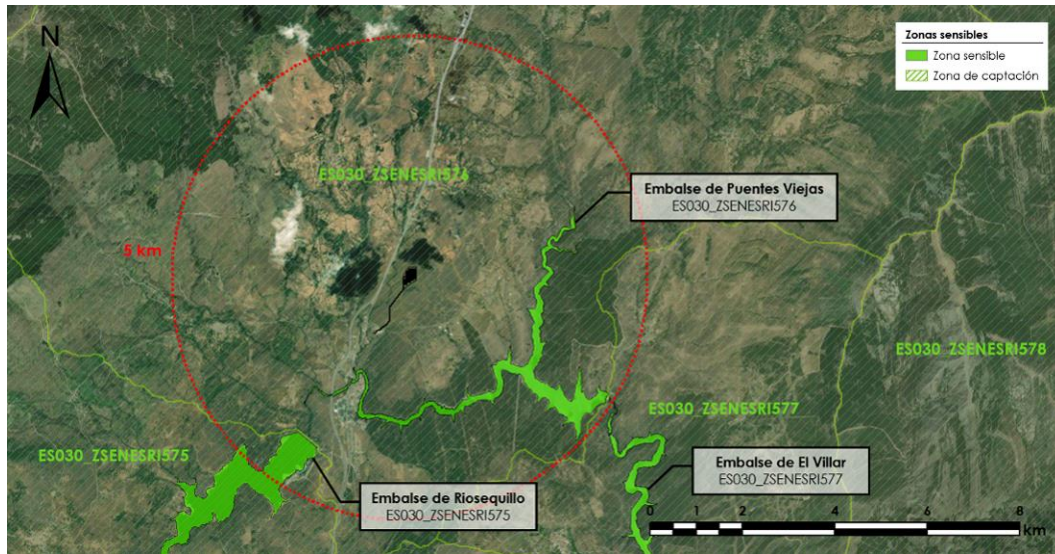 N
Zonas sensibles
Zona sensible
Zona de captación
ES030_ZSENESRI576
Embalse de Puentes Viejas
ES030_ZSENESRI576
5 km
ES030_ZSENESRI578
ES030_ZSENESRI577
ES030_ZSENESRI575
Embalse de El Villar
ES030_ZSENESRI577
Embalse de Riosequillo
ES030_ZSENESRI575
0 1 2 4 6 8
km